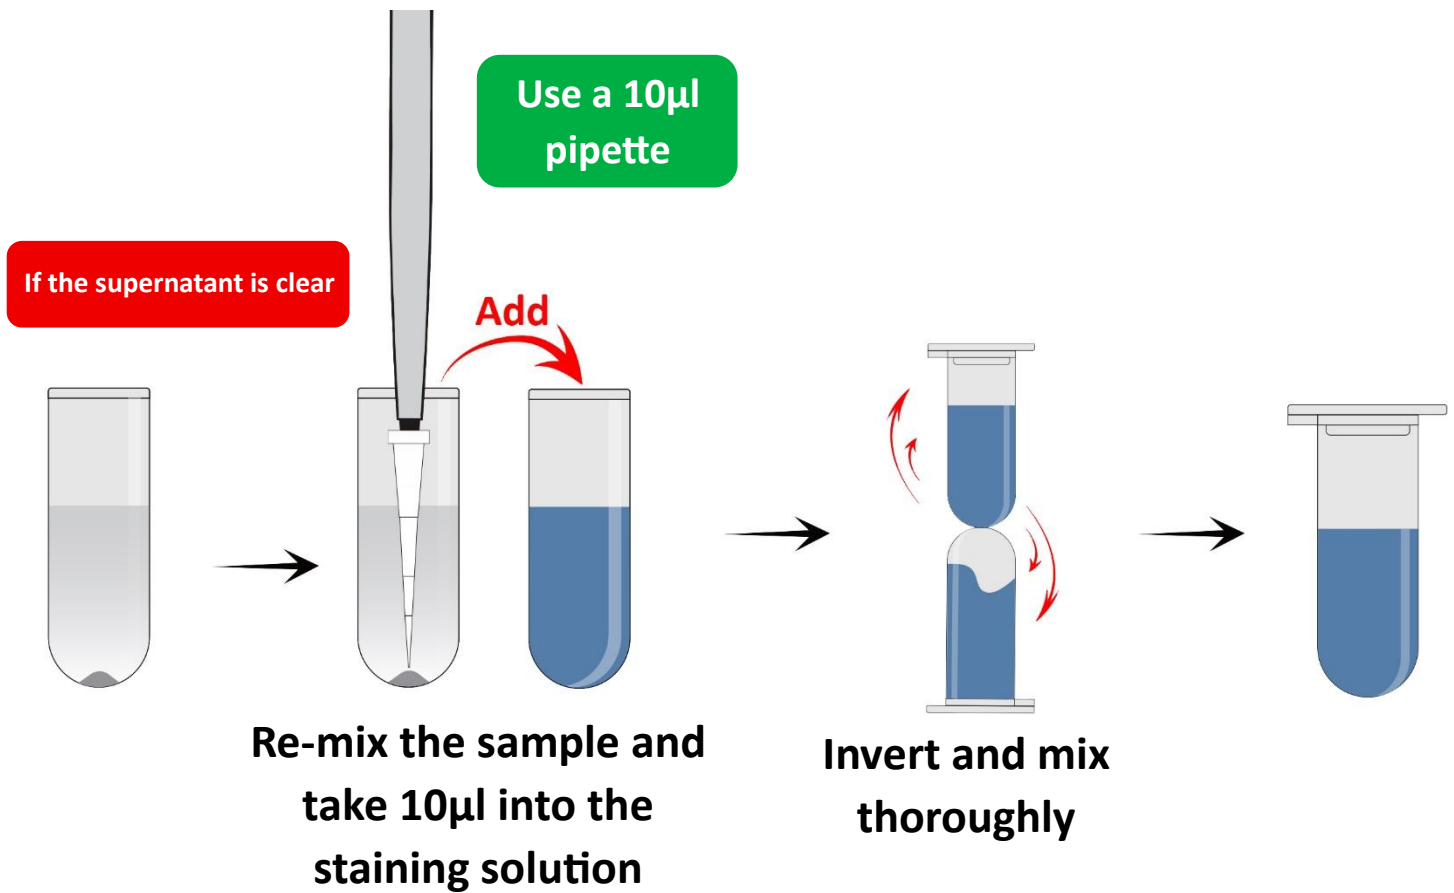 Use a 10μl
pipette
If the supernatant is clear
Add
Re-mix the sample and
take 10μl into the
staining solution
Invert and mix
thoroughly